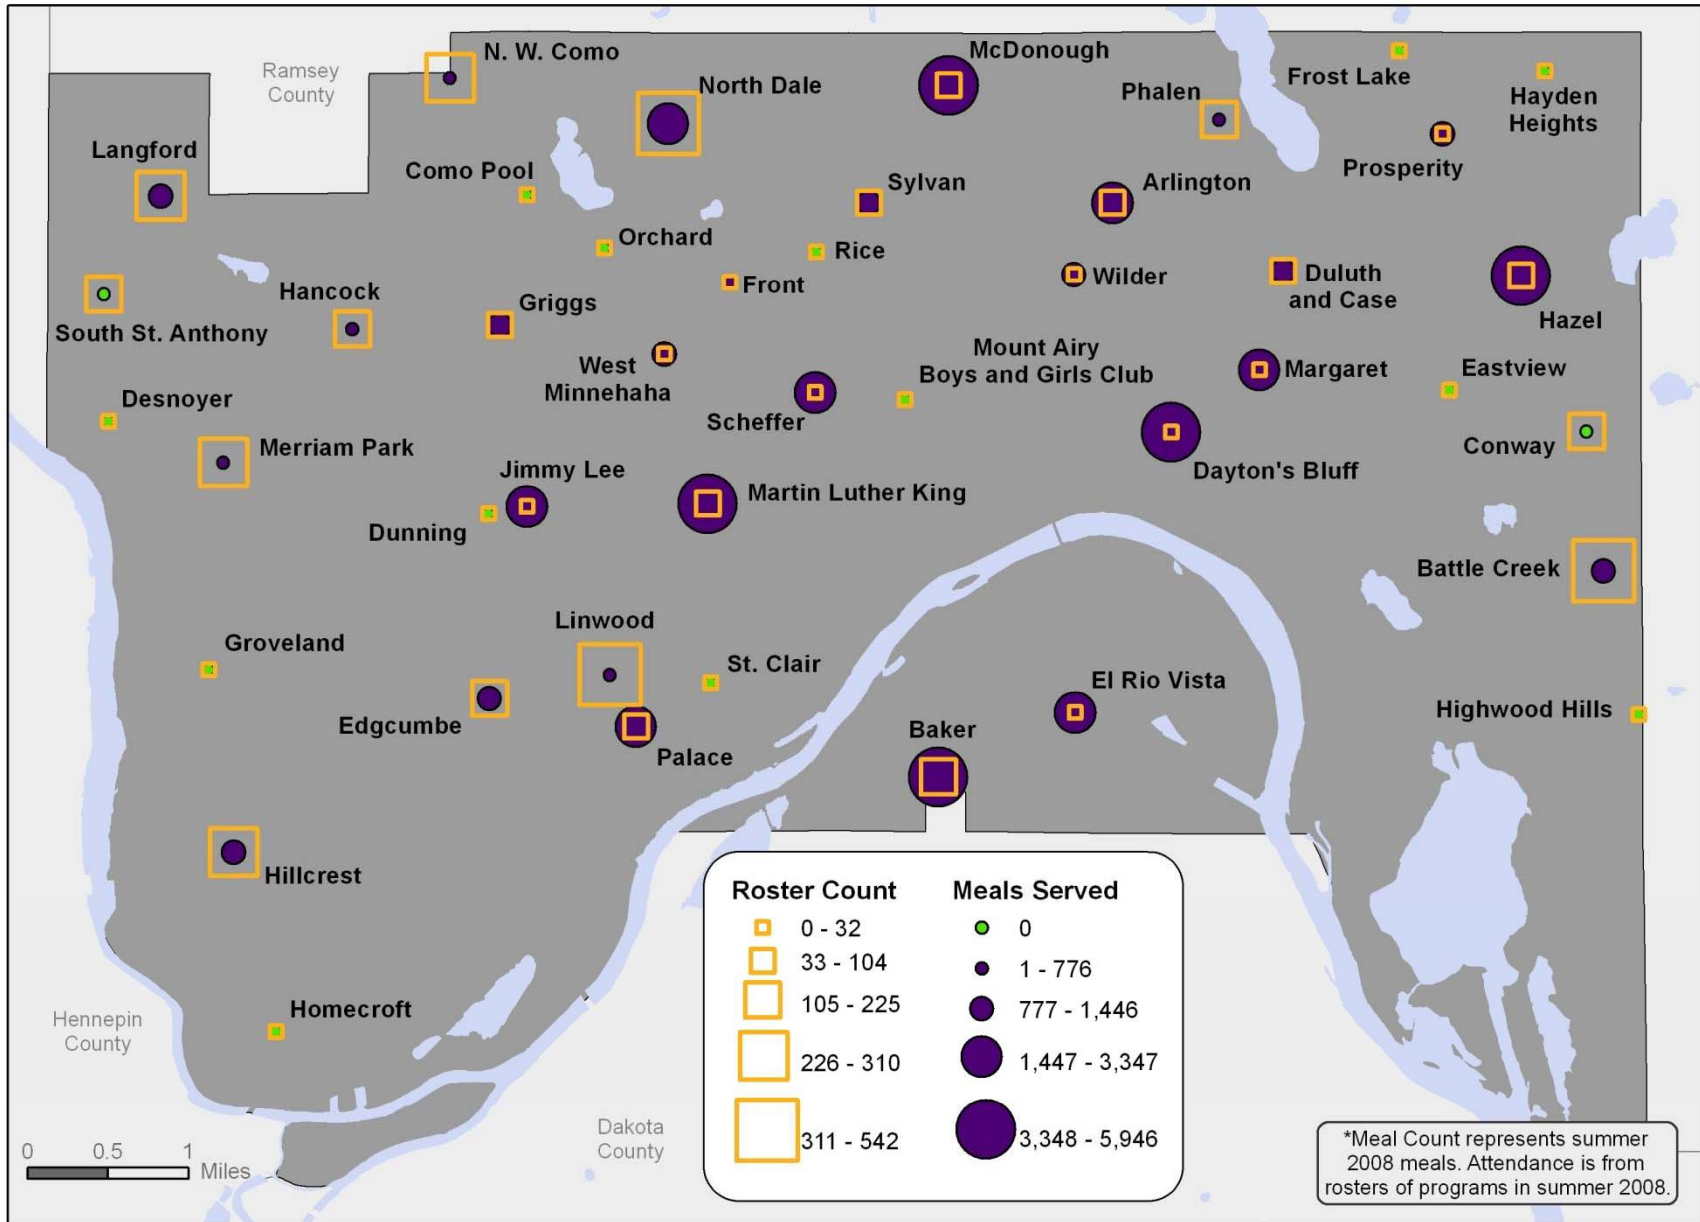 N. W. Como
McDonough
Frost Lake
Ramsey
County
North Dale
Phalen
Hayden
Heights
Langford
Como Pool
Sylvan
Arlington
Prosperity
Orchard
Rice
Hancock
Front
Wilder
Duluth
and Case
South St. Anthony
Griggs
Hazel
West
Minnehaha
Mount Airy
Boys and Girls Club
Margaret
Eastview
Desnoyer
Scheffer
Merriam Park
Conway
Jimmy Lee
Dayton's Bluff
Martin Luther King
Dunning
Battle Creek
Linwood
Groveland
St. Clair
El Rio Vista
Edgcumbe
Highwood Hills
Palace
Baker
Hillcrest
Homecroft
Hennepin
County
Dakota
County
Roster Count
0 - 32
33 - 104
105 - 225
226 - 310
311 - 542
Meals Served
0
1 - 776
777 - 1,446
1,447 - 3,347
3,348 - 5,946
0 0.5 1
Miles
*Meal Count represents summer
2008 meals. Attendance is from
rosters of programs in summer 2008.